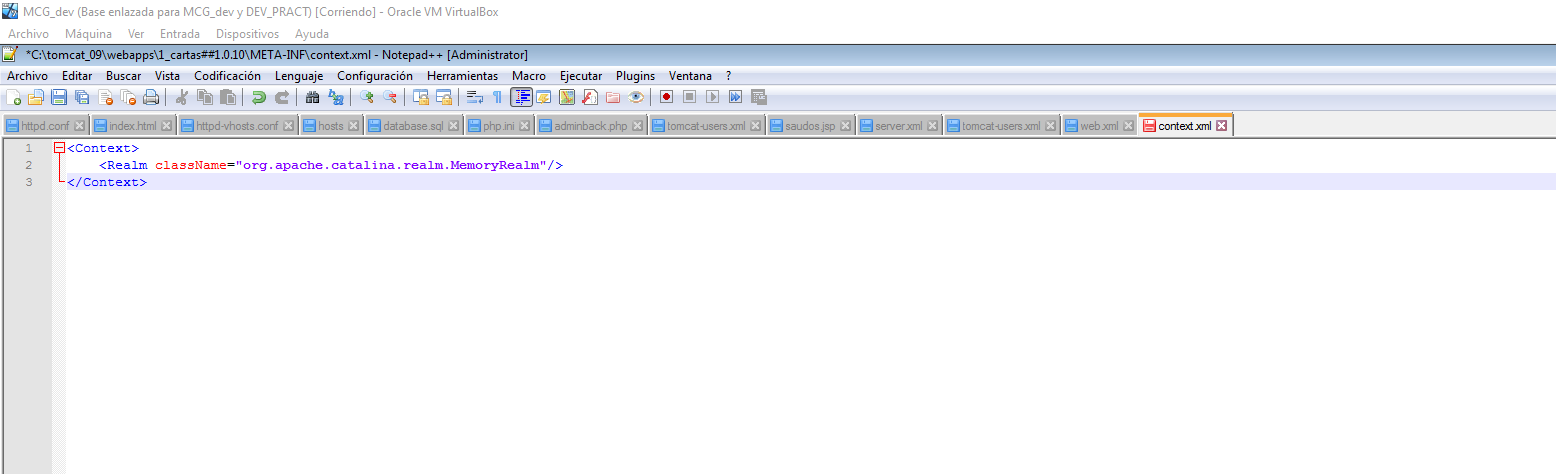 MCG_dev (Base enlazada para MCG_dev y DEV_PRACT) [Corriendo] - Oracle VM VirtualBox
Archivo Máquina Ver Entrada Dispositivos Ayuda
*C:\tomcat_09\webapps\1_cartas##1.0.10\META-INF\context.xml - Notepad++ [Administrator]
Archivo Editar Buscar Vista Codificación Lenguaje Configuración Herramientas Macro Ejecutar Plugins Ventana ?
httpd.conf index.html httpd-vhosts.conf hosts database.sql php.ini adminback.php tomcat-users.xml saudos.jsp server.xml tomcat-users.xml web.xml context.xml
1 <Context>
2 <Realm className="org.apache.catalina.realm.MemoryRealm"/>
3 </Context>